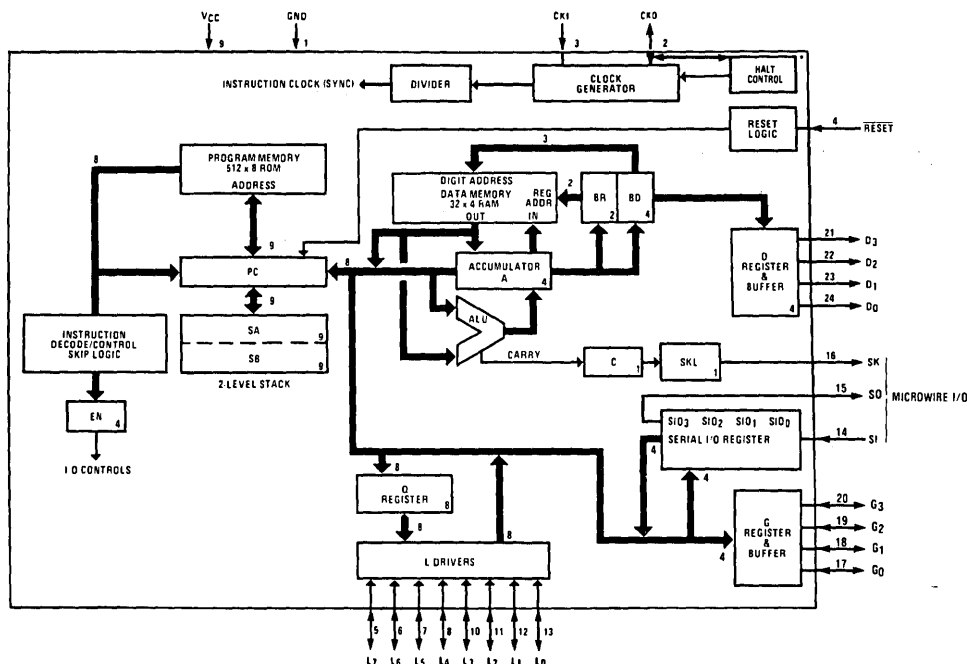 VCC GND CKI CKO
9 1 3 2
INSTRUCTION CLOCK (SYNC)
DIVIDER
CLOCK
GENERATOR
HALT
CONTROL
RESET
LOGIC
4 RESET
8
PROGRAM MEMORY
512 x 8 ROM
ADDRESS
9
PC
8
9
SA 9
SB 9
2-LEVEL STACK
INSTRUCTION
DECODE/CONTROL
SKIP LOGIC
EN 4
I O CONTROLS
3
DIGIT ADDRESS
DATA MEMORY
32 x 4 RAM
REG
ADDR
OUT IN
2
BR 2
BD 4
ACCUMULATOR
A 4
ALU
CARRY
C 1
SKL 1
D
REGISTER
&
BUFFER 4
21 D3
22 D2
23 D1
24 D0
16 SK
15 SO
14 SI
MICROWIRE I/O
SIO3 SIO2 SIO1 SIO0
SERIAL I/O REGISTER
4
4
8
Q
REGISTER 8
8
8
L DRIVERS
4
G
REGISTER
&
BUFFER
20 G3
19 G2
18 G1
17 G0
5 6 7 8 10 11 12 13
L7 L6 L5 L4 L3 L2 L1 L0